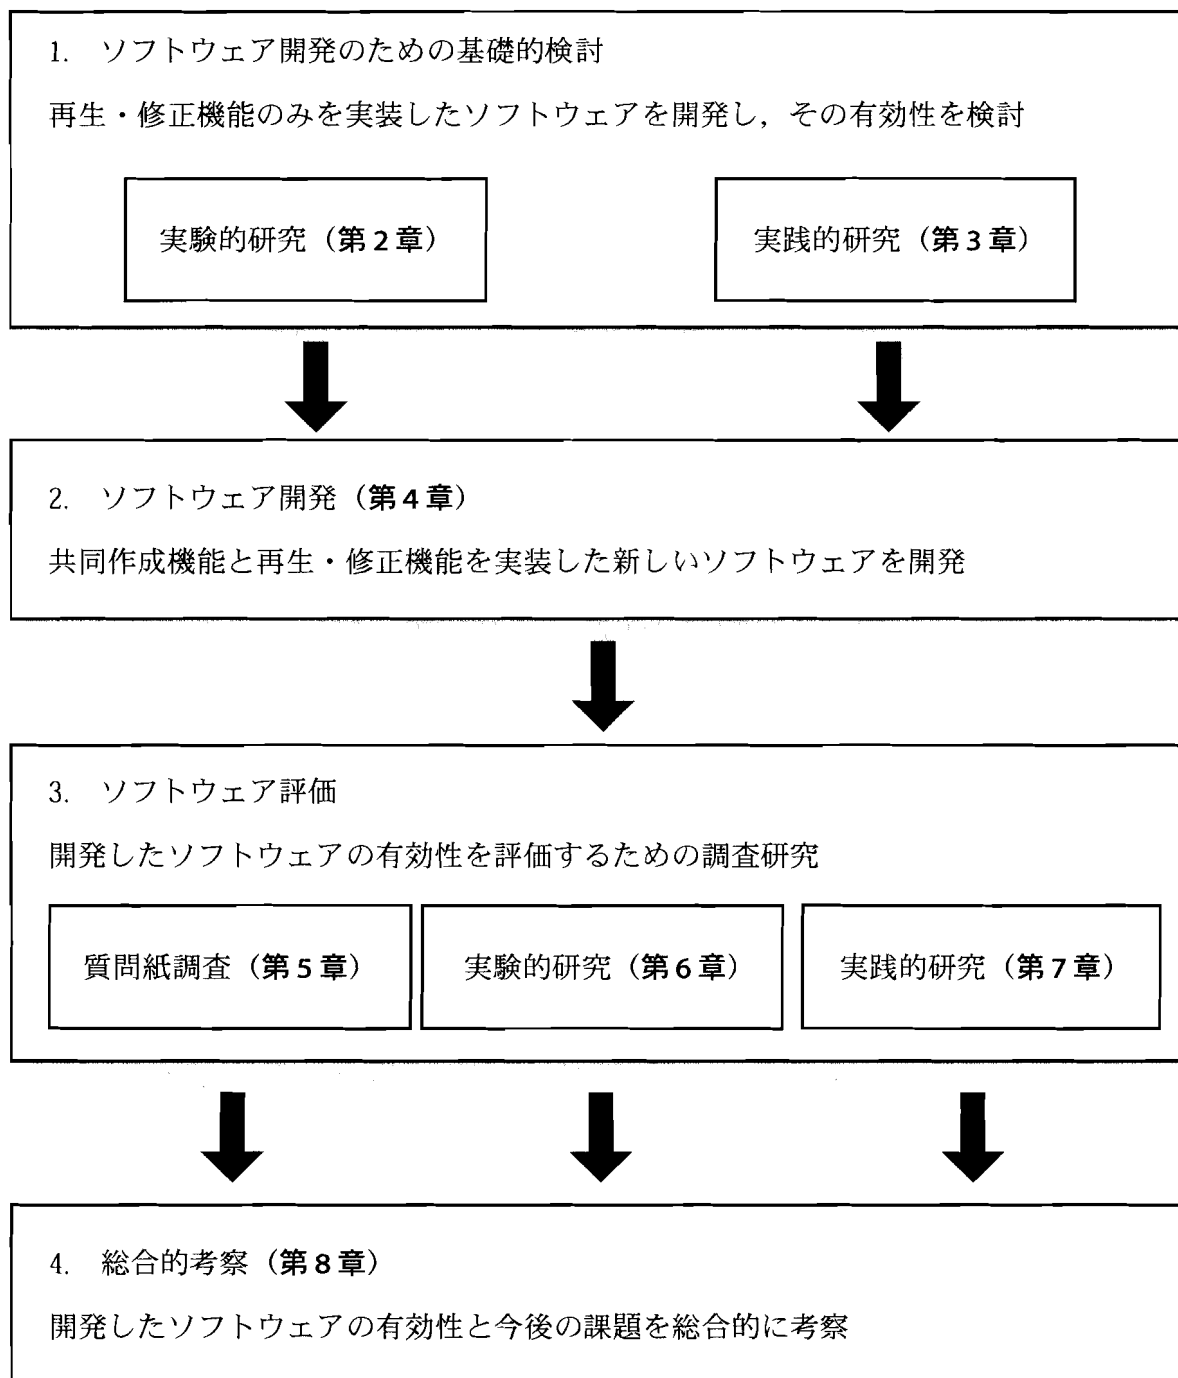 1. ソフトウェア開発のための基礎的検討
再生・修正機能のみを実装したソフトウェアを開発し，その有効性を検討
実験的研究（第2章）
実践的研究（第3章）
2. ソフトウェア開発（第4章）
共同作成機能と再生・修正機能を実装した新しいソフトウェアを開発
3. ソフトウェア評価
開発したソフトウェアの有効性を評価するための調査研究
質問紙調査（第5章）
実験的研究（第6章）
実践的研究（第7章）
4. 総合的考察（第8章）
開発したソフトウェアの有効性と今後の課題を総合的に考察